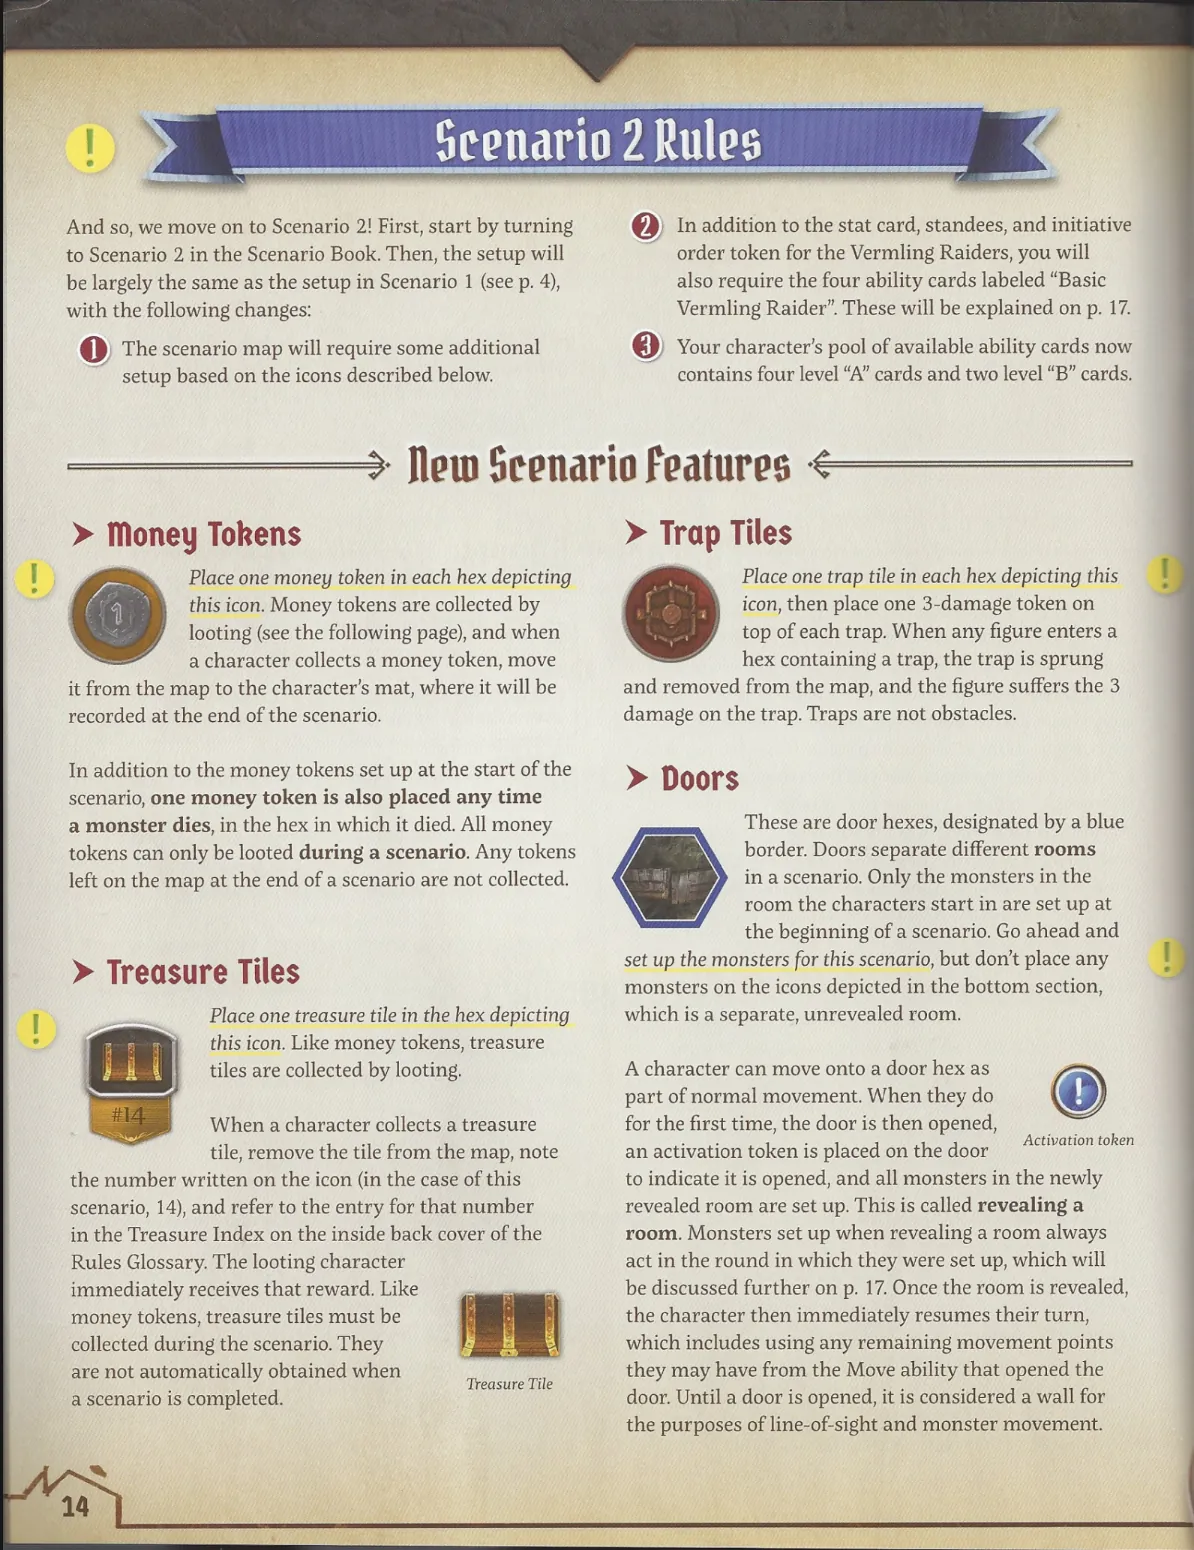 Scenario 2 Rules
And so, we move on to Scenario 2! First, start by turning
to Scenario 2 in the Scenario Book. Then, the setup will
be largely the same as the setup in Scenario 1 (see p. 4),
with the following changes:
1 The scenario map will require some additional
setup based on the icons described below.
2 In addition to the stat card, standees, and initiative
order token for the Vermling Raiders, you will
also require the four ability cards labeled “Basic
Vermling Raider”. These will be explained on p. 17.
3 Your character’s pool of available ability cards now
contains four level “A” cards and two level “B” cards.
New Scenario Features
Money Tokens
!
1
Place one money token in each hex depicting
this icon. Money tokens are collected by
looting (see the following page), and when
a character collects a money token, move
it from the map to the character’s mat, where it will be
recorded at the end of the scenario.
In addition to the money tokens set up at the start of the
scenario, one money token is also placed any time
a monster dies, in the hex in which it died. All money
tokens can only be looted during a scenario. Any tokens
left on the map at the end of a scenario are not collected.
Treasure Tiles
!
#14
Place one treasure tile in the hex depicting
this icon. Like money tokens, treasure
tiles are collected by looting.
When a character collects a treasure
tile, remove the tile from the map, note
the number written on the icon (in the case of this
scenario, 14), and refer to the entry for that number
in the Treasure Index on the inside back cover of the
Rules Glossary. The looting character
immediately receives that reward. Like
money tokens, treasure tiles must be
collected during the scenario. They
are not automatically obtained when
a scenario is completed.
Treasure Tile
Trap Tiles
!
Place one trap tile in each hex depicting this
icon, then place one 3-damage token on
top of each trap. When any figure enters a
hex containing a trap, the trap is sprung
and removed from the map, and the figure suffers the 3
damage on the trap. Traps are not obstacles.
Doors
These are door hexes, designated by a blue
border. Doors separate different rooms
in a scenario. Only the monsters in the
room the characters start in are set up at
the beginning of a scenario. Go ahead and
set up the monsters for this scenario, but don’t place any
monsters on the icons depicted in the bottom section,
which is a separate, unrevealed room.
!
A character can move onto a door hex as
part of normal movement. When they do
for the first time, the door is then opened,
an activation token is placed on the door
to indicate it is opened, and all monsters in the newly
revealed room are set up. This is called revealing a
room. Monsters set up when revealing a room always
act in the round in which they were set up, which will
be discussed further on p. 17. Once the room is revealed,
the character then immediately resumes their turn,
which includes using any remaining movement points
they may have from the Move ability that opened the
door. Until a door is opened, it is considered a wall for
the purposes of line-of-sight and monster movement.
!
Activation token
14